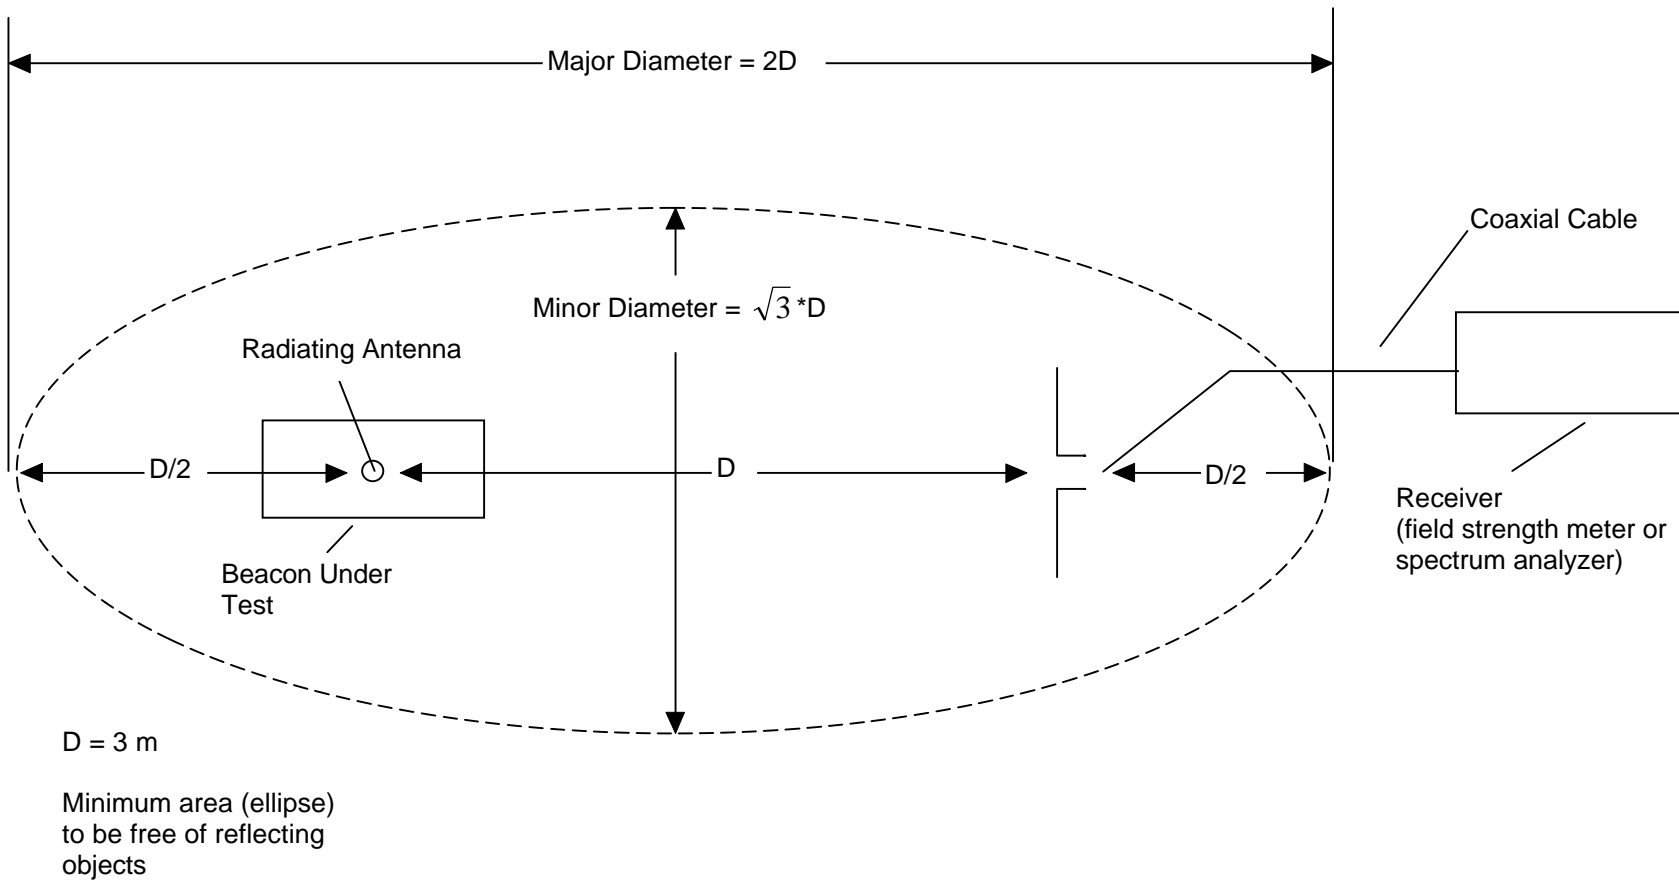 Major Diameter = 2D
Coaxial Cable
Minor Diameter = √3 *D
Radiating Antenna
D/2
D
D/2
Receiver
(field strength meter or
spectrum analyzer)
Beacon Under
Test
D = 3 m
Minimum area (ellipse)
to be free of reflecting
objects